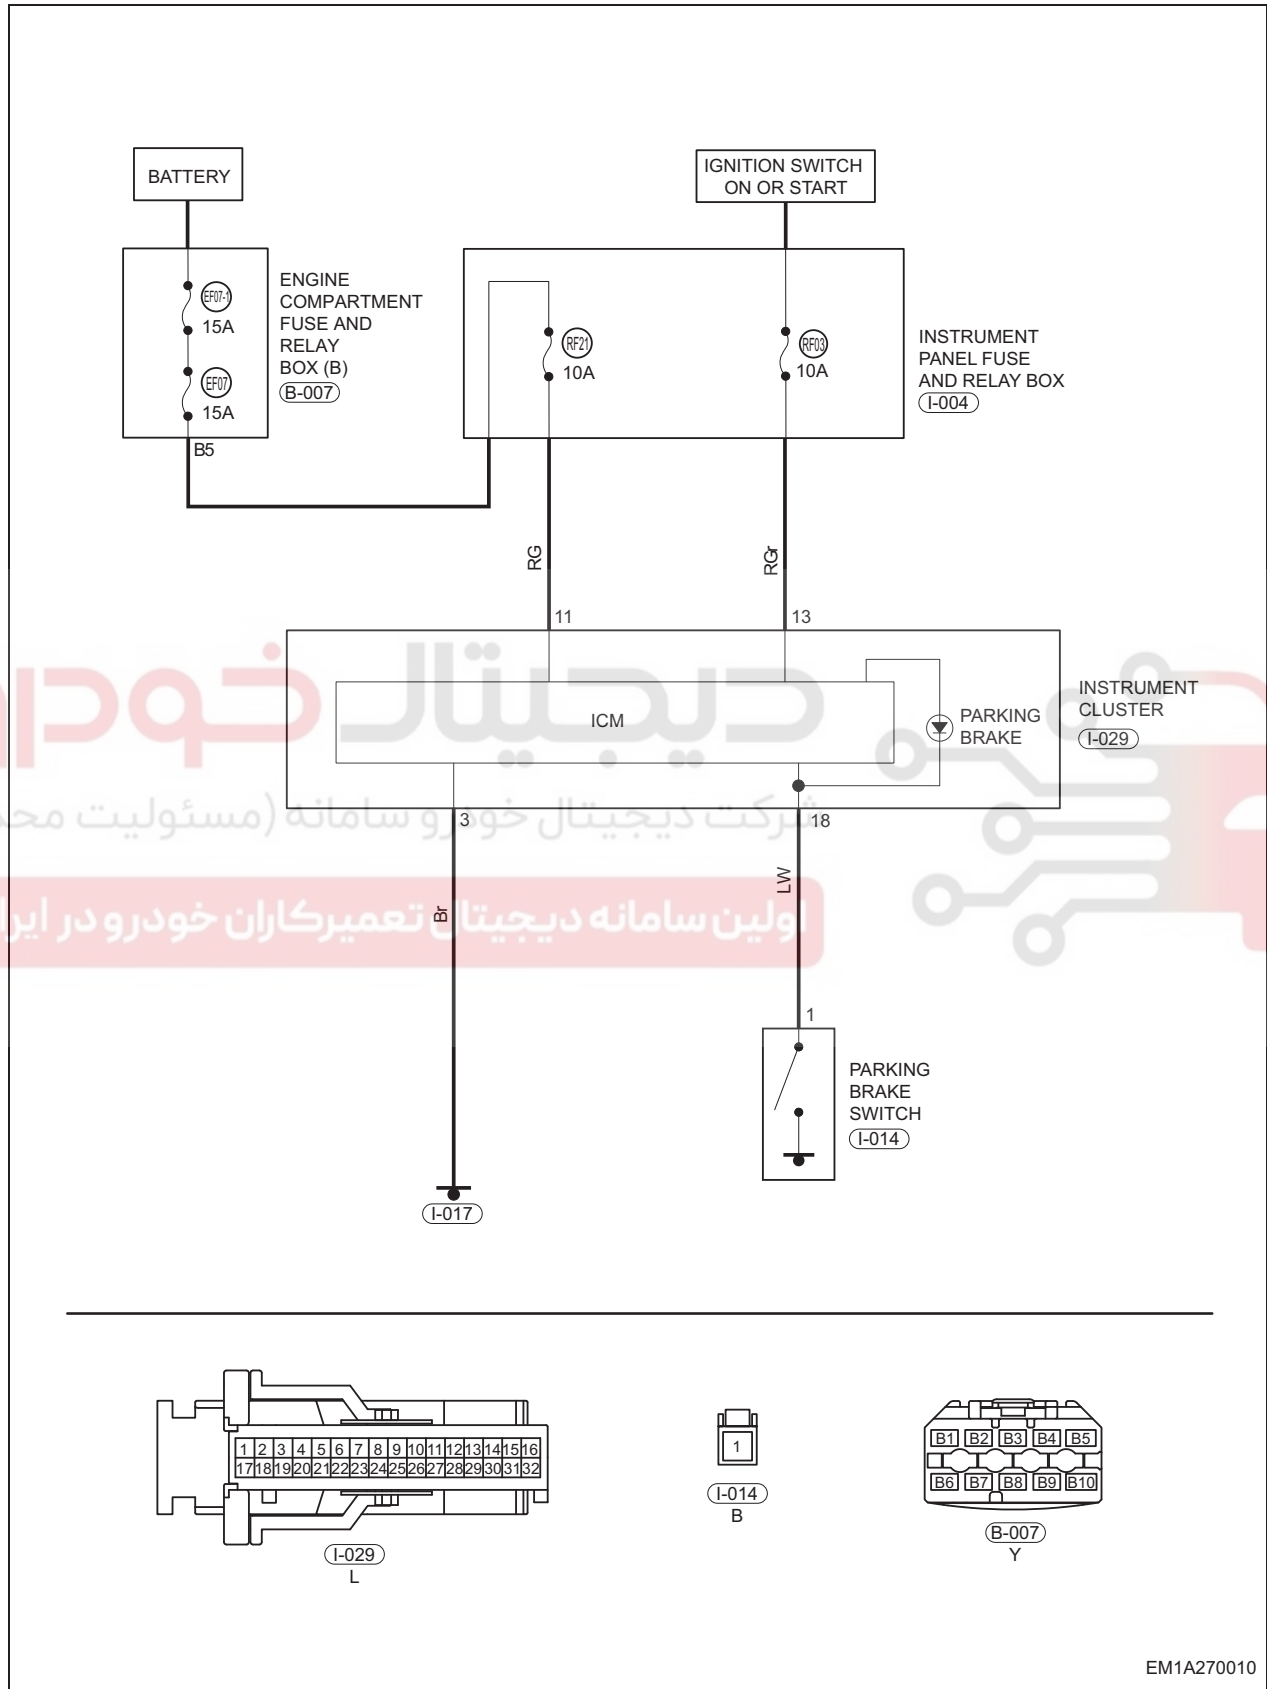 BATTERY
IGNITION SWITCH
ON OR START
EF07-1
15A
EF07
15A
B5
ENGINE
COMPARTMENT
FUSE AND
RELAY
BOX (B)
B-007
RF21
10A
RF03
10A
INSTRUMENT
PANEL FUSE
AND RELAY BOX
I-004
RG
RGr
11
13
دیجیتال خودر
ICM
PARKING
BRAKE
INSTRUMENT
CLUSTER
I-029
شرکت دیجیتال خودرو سامانه (مسئولیت محد
3
18
LW
Br
اولین سامانه دیجیتال تعمیرکاران خودرو در ایرا
1
PARKING
BRAKE
SWITCH
I-014
I-017
1 2 3 4 5 6 7 8 9 10 11 12 13 14 15 16
17 18 19 20 21 22 23 24 25 26 27 28 29 30 31 32
I-029
L
1
I-014
B
B1 B2 B3 B4 B5
B6 B7 B8 B9 B10
B-007
Y
EM1A270010